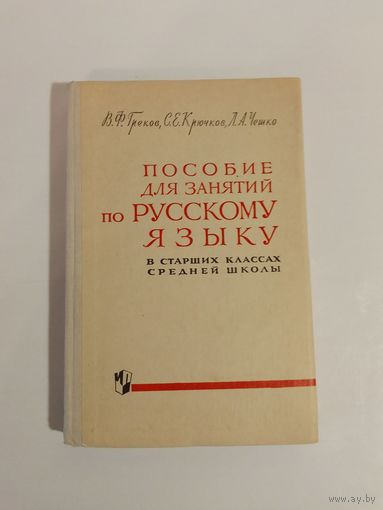 В.Ф.Греков, С.Е.Крючков, Л.А.Чешко
ПОСОБИЕ
ДЛЯ ЗАНЯТИЙ
ПО РУССКОМУ
ЯЗЫКУ
В СТАРШИХ КЛАССАХ
СРЕДНЕЙ ШКОЛЫ
www.ay.by